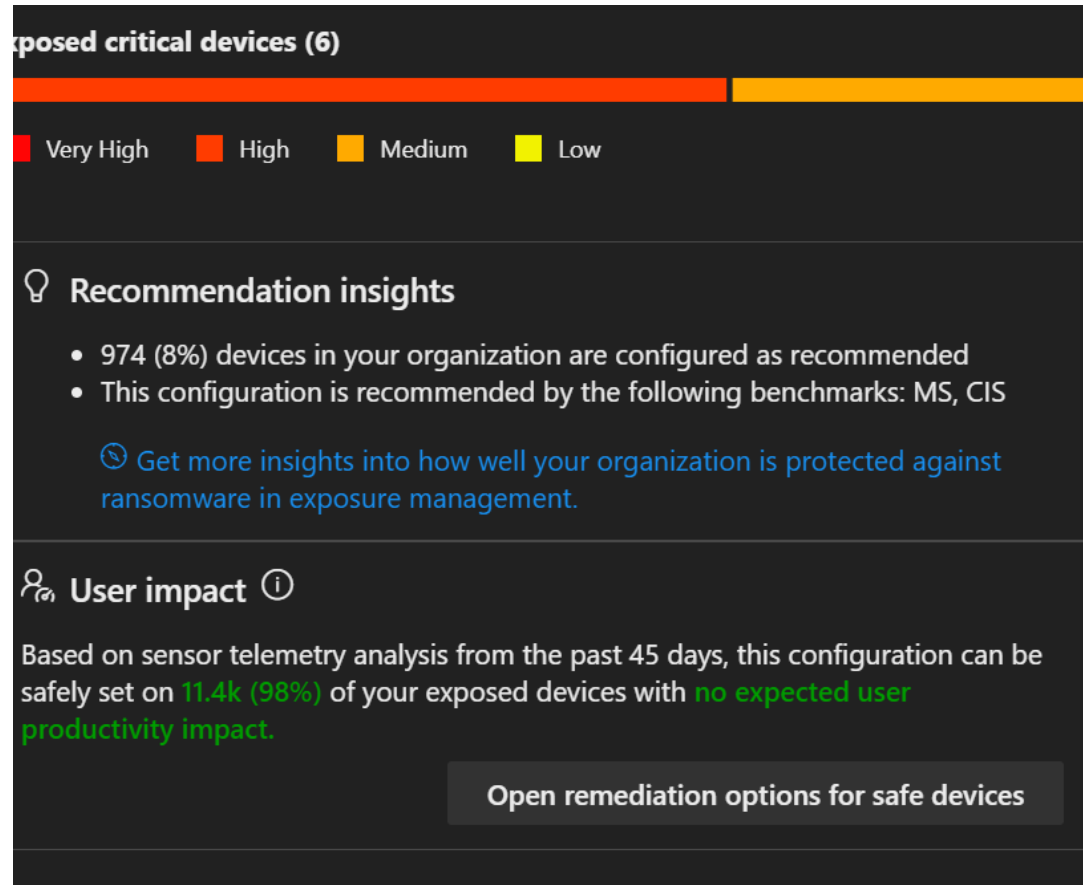 xposed critical devices (6)
Very High High Medium Low
Recommendation insights
• 974 (8%) devices in your organization are configured as recommended
• This configuration is recommended by the following benchmarks: MS, CIS
Get more insights into how well your organization is protected against
ransomware in exposure management.
User impact
Based on sensor telemetry analysis from the past 45 days, this configuration can be
safely set on 11.4k (98%) of your exposed devices with no expected user
productivity impact.
Open remediation options for safe devices